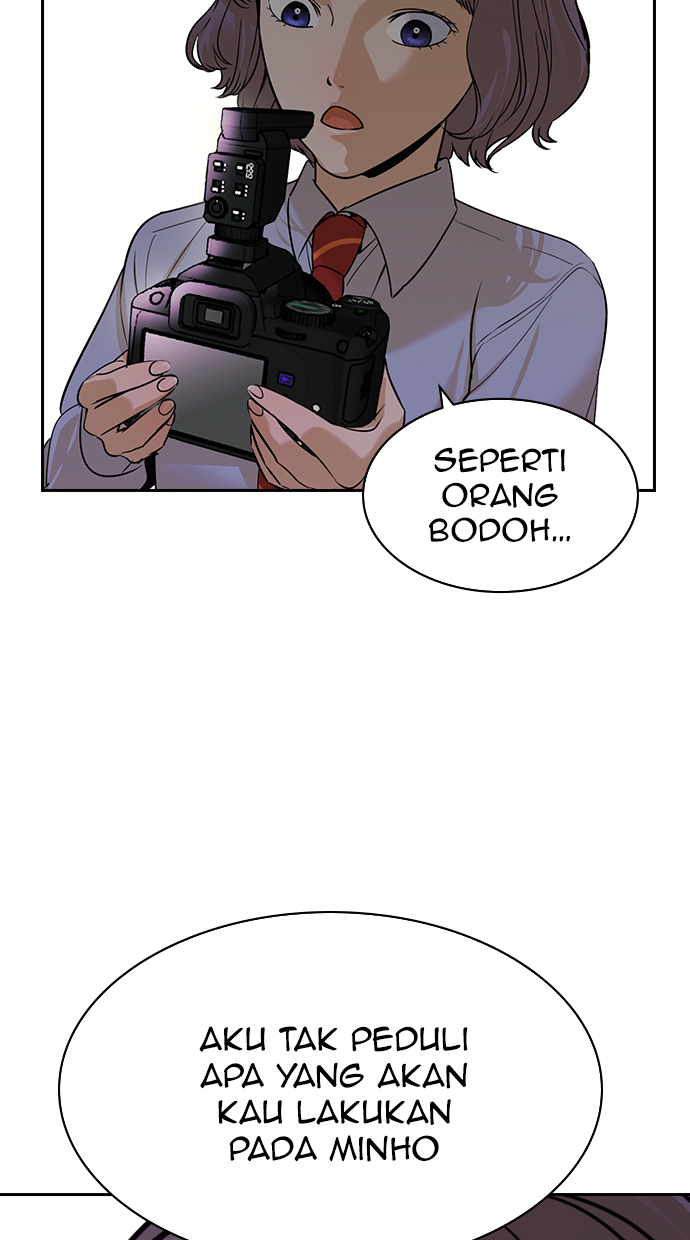 SEPERTI
ORANG
BODOH...
AKU TAK PEDULI
APA YANG AKAN
KAU LAKUKAN
PADA MINHO